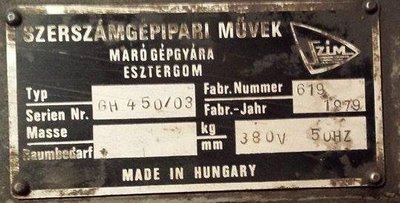 SZERSZÁMGÉPIPARI MŰVEK
MARÓGÉPGYÁRA
ESZTERGOM
SZIM
Typ GH 450/03 Fabr. Nummer 619
Serien Nr. Fabr.-Jahr 1979
Masse kg 380V 50HZ
Raumbedarf mm
MADE IN HUNGARY